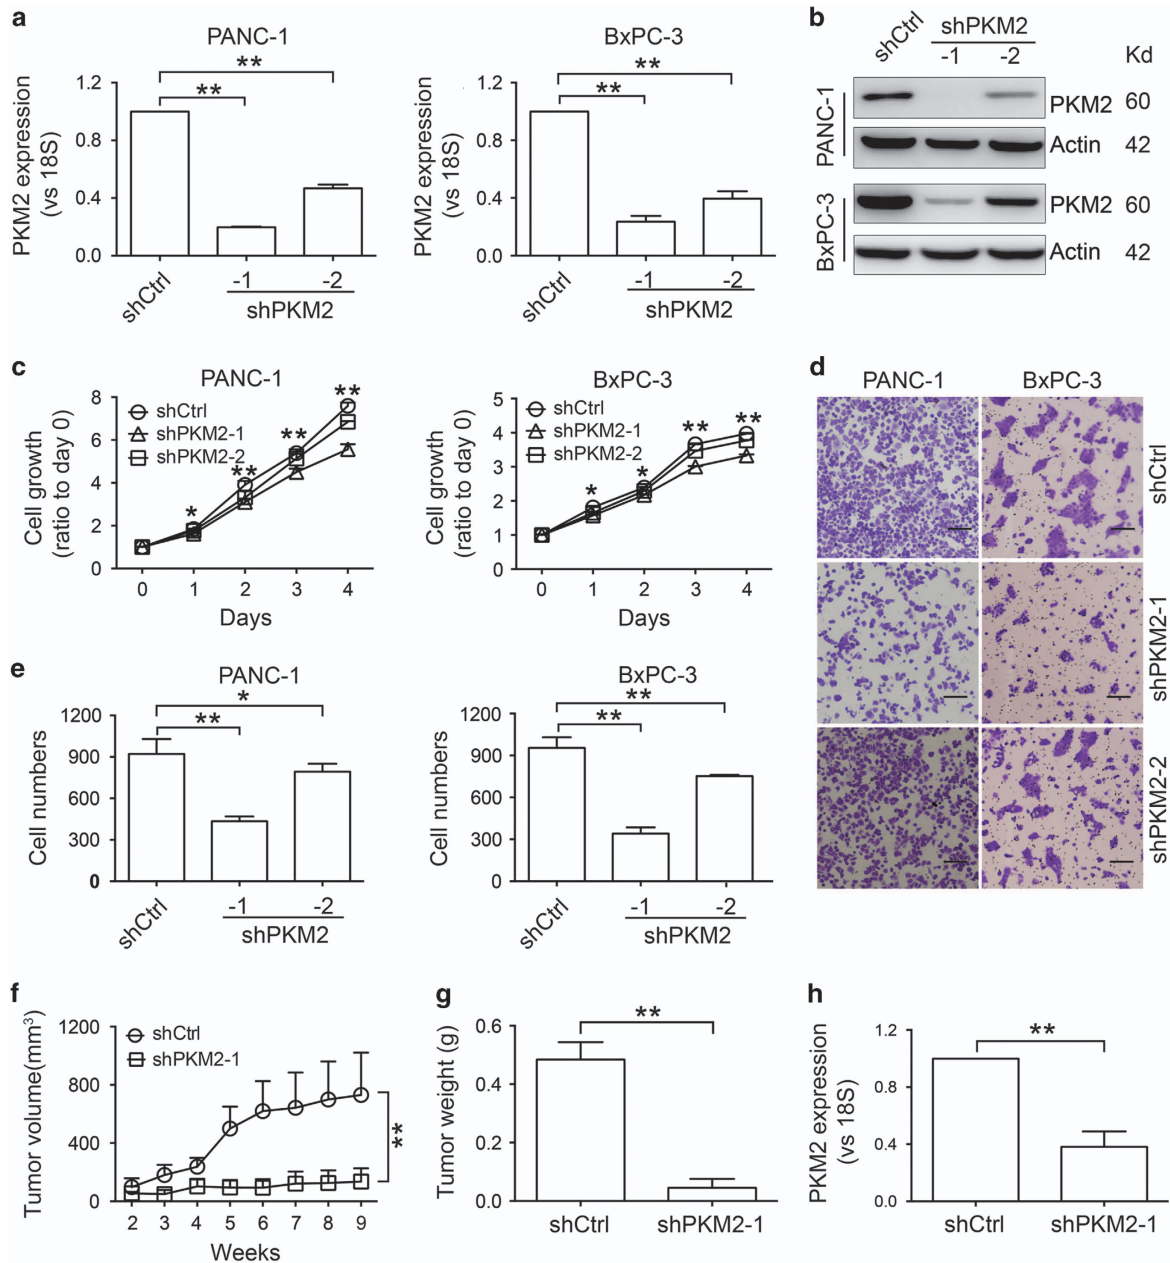 a
PANC-1
PKM2 expression
(vs 18S)
1.2
0.8
0.4
0.0
**
**
shCtrl
-1
-2
shPKM2
BxPC-3
PKM2 expression
(vs 18S)
1.2
0.8
0.4
0.0
**
**
shCtrl
-1
-2
shPKM2
b
shCtrl
shPKM2
-1
-2
Kd
PANC-1
PKM2 60
Actin 42
BxPC-3
PKM2 60
Actin 42
c
PANC-1
Cell growth
(ratio to day 0)
8
6
4
2
0
shCtrl
shPKM2-1
shPKM2-2
*
**
**
**
0 1 2 3 4
Days
BxPC-3
Cell growth
(ratio to day 0)
5
4
3
2
1
0
shCtrl
shPKM2-1
shPKM2-2
*
*
**
**
0 1 2 3 4
Days
d
PANC-1 BxPC-3
shCtrl
shPKM2-1
shPKM2-2
e
PANC-1
Cell numbers
1200
900
600
300
0
*
**
shCtrl
-1
-2
shPKM2
BxPC-3
Cell numbers
1200
900
600
300
0
**
**
shCtrl
-1
-2
shPKM2
f
Tumor volume(mm³)
1200
800
400
0
shCtrl
shPKM2-1
**
2 3 4 5 6 7 8 9
Weeks
g
Tumor weight (g)
0.6
0.4
0.2
0.0
**
shCtrl shPKM2-1
h
PKM2 expression
(vs 18S)
1.2
0.8
0.4
0.0
**
shCtrl shPKM2-1